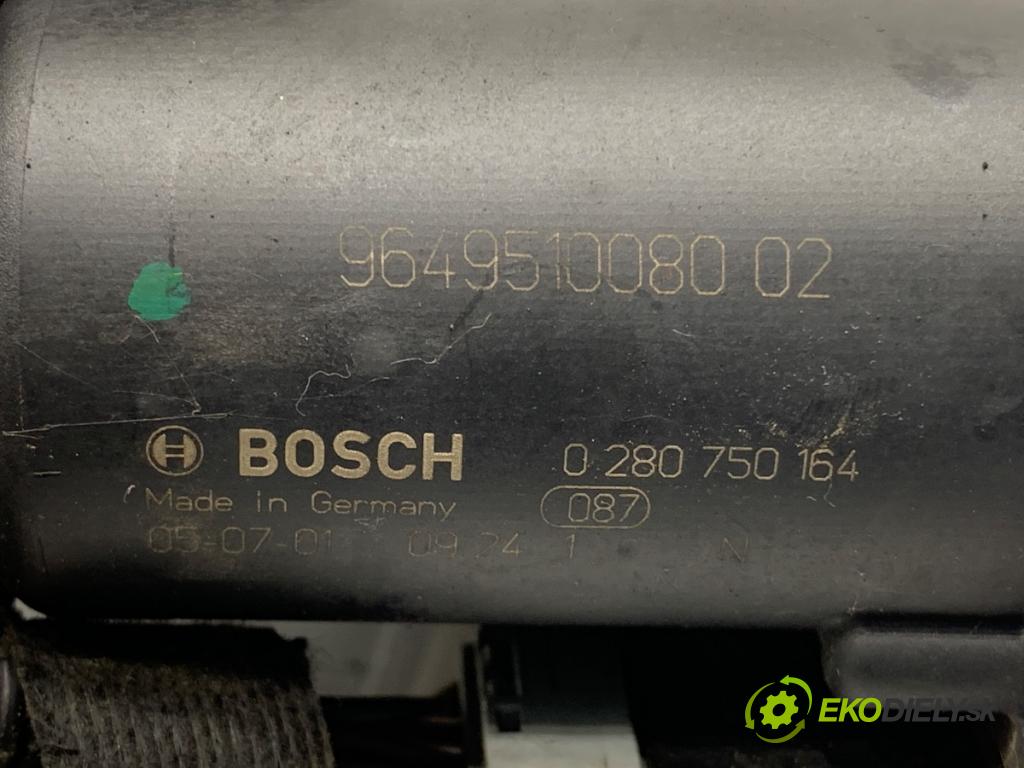 9649510080 02
BOSCH 0 280 750 164
Made in Germany 087
05-07-01 09 24 1 N
EKODIELY.SK